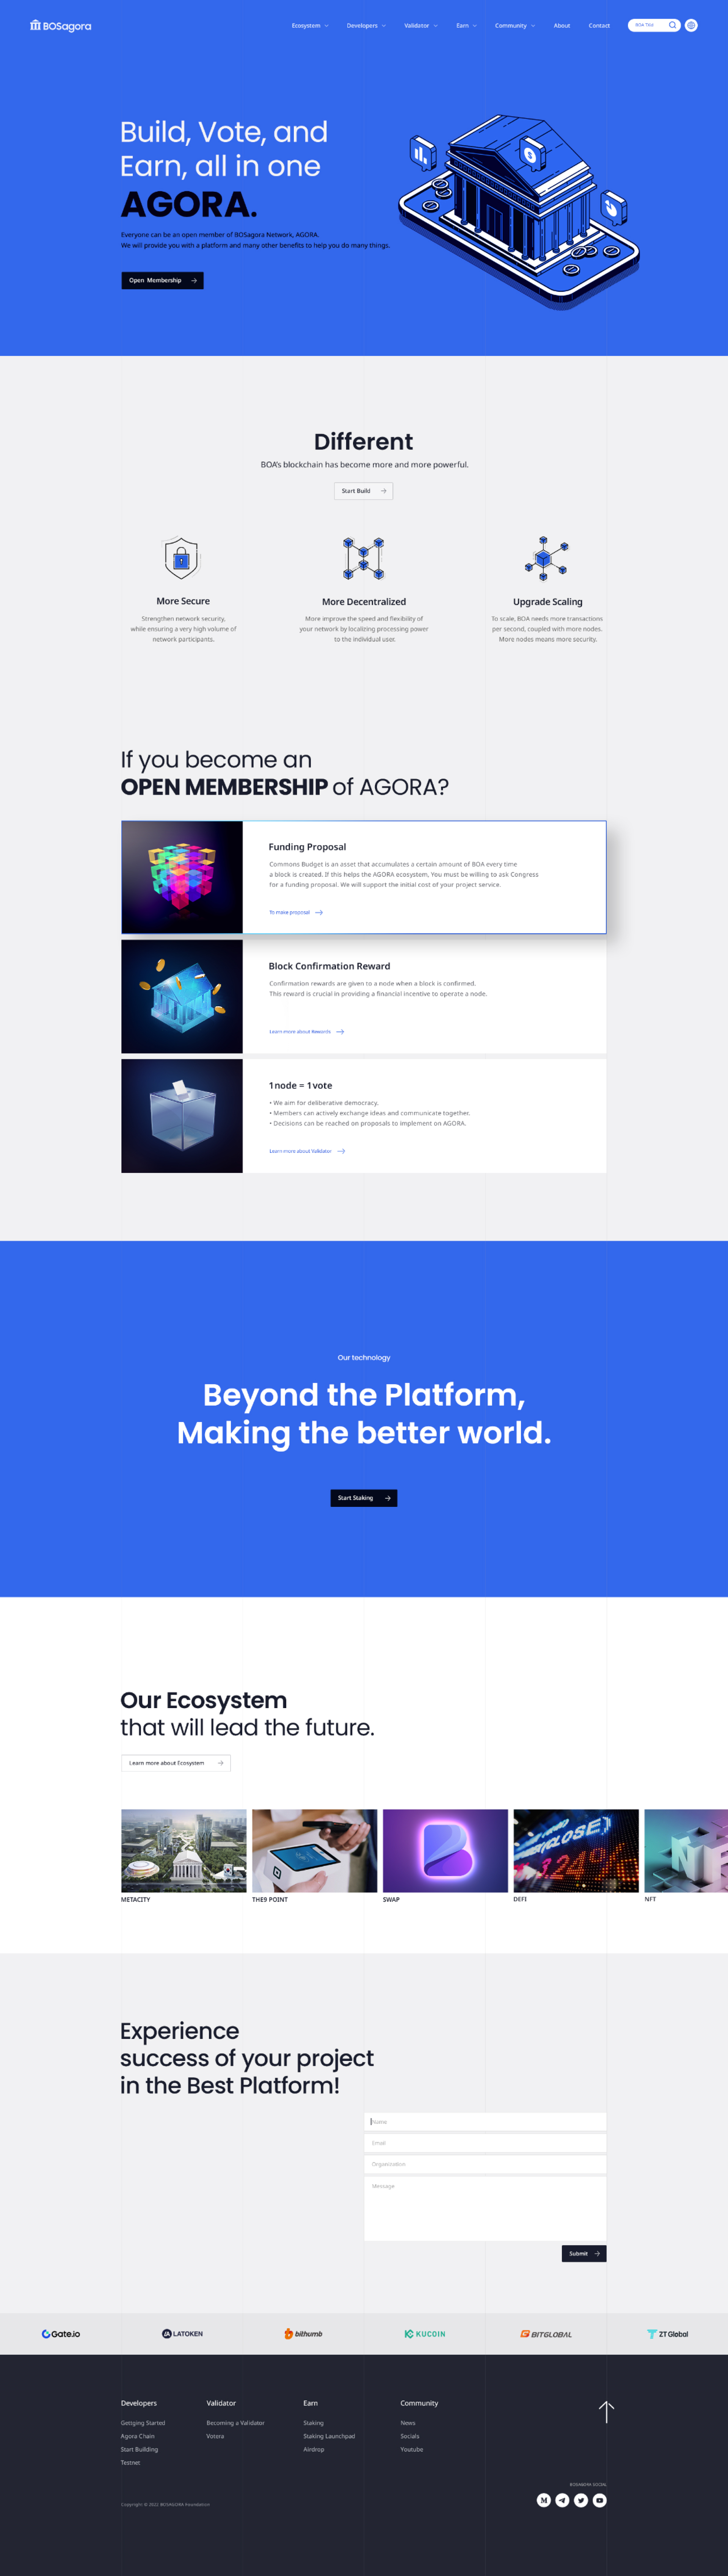 BOSagora
Ecosystem
Developers
Validator
Earn
Community
About
Contact
BOA Title
Build, Vote, and
Earn, all in one
AGORA.
Everyone can be an open member of BOSagora Network, AGORA.
We will provide you with a platform and many other benefits to help you do many things.
Open Membership
Different
BOA's blockchain has become more and more powerful.
Start Build
More Secure
Strengthen network security,
while ensuring a very high volume of
network participants.
More Decentralized
More improve the speed and flexibility of
your network by localizing processing power
to the individual user.
Upgrade Scaling
To scale, BOA needs more transactions
per second, coupled with more nodes.
More nodes means more security.
If you become an
OPEN MEMBERSHIP of AGORA?
Funding Proposal
Commons Budget is an asset that accumulates a certain amount of BOA every time
a block is created. If this helps the AGORA ecosystem, You must be willing to ask Congress
for a funding proposal. We will support the initial cost of your project service.
To make proposal
Block Confirmation Reward
Confirmation rewards are given to a node when a block is confirmed.
This reward is crucial in providing a financial incentive to operate a node.
Learn more about Rewards
1node = 1vote
• We aim for deliberative democracy.
• Members can actively exchange ideas and communicate together.
• Decisions can be reached on proposals to implement on AGORA.
Learn more about Validator
Our technology
Beyond the Platform,
Making the better world.
Start Staking
Our Ecosystem
that will lead the future.
Learn more about Ecosystem
METACITY
THE9 POINT
SWAP
DEFI
NFT
Experience
success of your project
in the Best Platform!
Name
Email
Organization
Message
Submit
Gate.io
LATOKEN
bithumb
KUCOIN
BITGLOBAL
ZT Global
Developers
Gettging Started
Agora Chain
Start Building
Testnet
Validator
Becoming a Validator
Votera
Earn
Staking
Staking Launchpad
Airdrop
Community
News
Socials
Youtube
BOSAGORA SOCIAL
Copyright © 2022 BOSAGORA Foundation